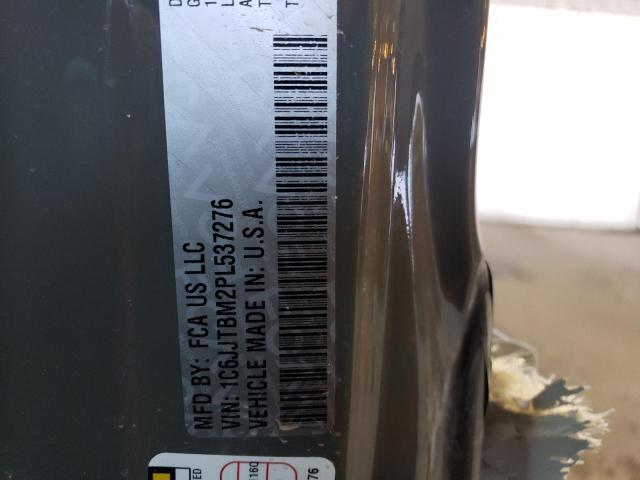 MFD BY: FCA US LLC
VIN: 1C6JJTBM2PL537276
VEHICLE MADE IN: U.S.A.